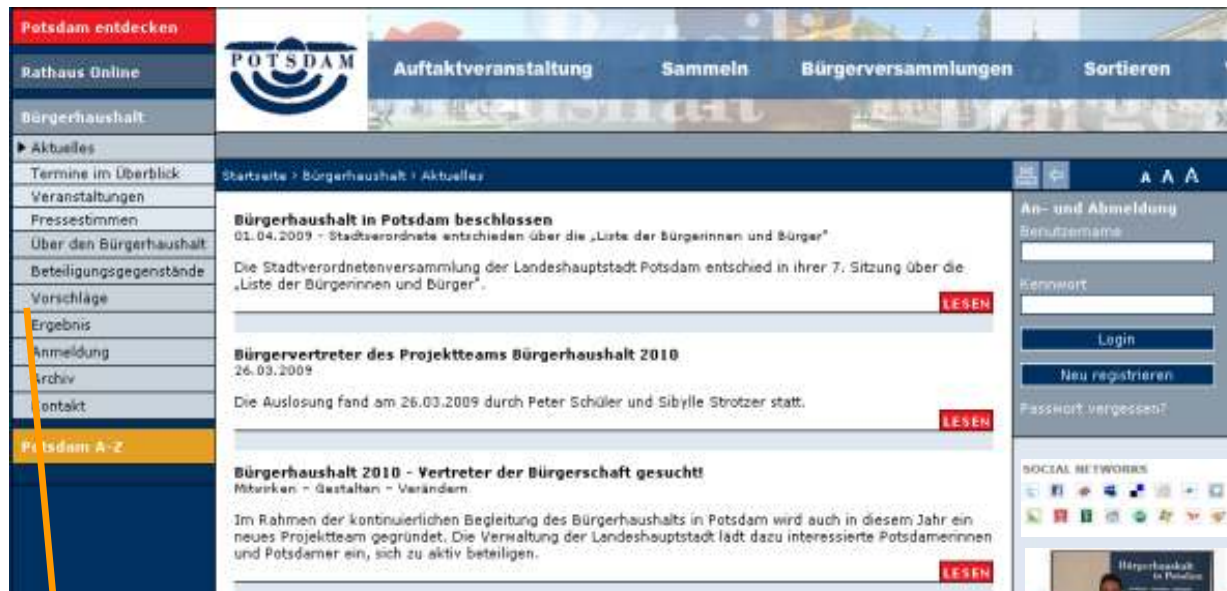 Potsdam entdecken
Rathaus Online
Bürgerhaushalt
Aktuelles
Termine im Überblick
Veranstaltungen
Pressestimmen
Über den Bürgerhaushalt
Beteiligungsgegenstände
Vorschläge
Ergebnis
Anmeldung
Archiv
Kontakt
Potsdam A-Z
POTSDAM
Auftaktveranstaltung Sammeln Bürgerversammlungen Sortieren
Startseite > Bürgerhaushalt > Aktuelles
A A A
Bürgerhaushalt in Potsdam beschlossen
01.04.2009 - Stadtverordnete entschieden über die „Liste der Bürgerinnen und Bürger"
Die Stadtverordnetenversammlung der Landeshauptstadt Potsdam entschied in ihrer 7. Sitzung über die
„Liste der Bürgerinnen und Bürger".
LESEN
Bürgervertreter des Projektteams Bürgerhaushalt 2010
26.03.2009
Die Auslosung fand am 26.03.2009 durch Peter Schüler und Sibylle Strotzer statt.
LESEN
Bürgerhaushalt 2010 - Vertreter der Bürgerschaft gesucht!
Mitwirken - Gestalten - Verändern
Im Rahmen der kontinuierlichen Begleitung des Bürgerhaushalts in Potsdam wird auch in diesem Jahr ein
neues Projektteam gegründet. Die Verwaltung der Landeshauptstadt lädt dazu interessierte Potsdamerinnen
und Potsdamer ein, sich zu aktiv beteiligen.
LESEN
An- und Abmeldung
Benutzername
Kennwort
Login
Neu registrieren
Passwort vergessen?
SOCIAL NETWORKS
Bürgerhaushalt
in Potsdam